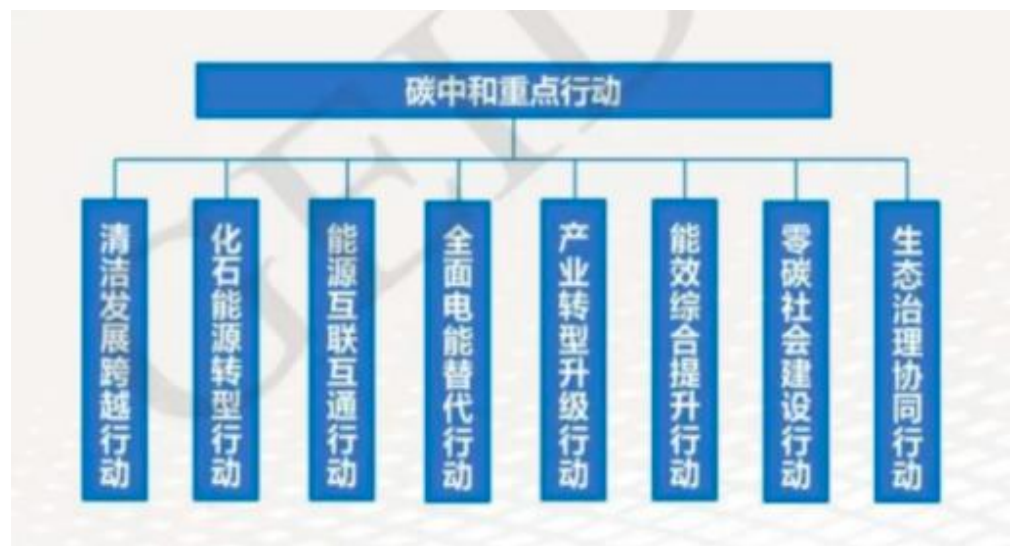 碳中和重点行动
清洁发展跨越行动
化石能源转型行动
能源互联互通行动
全面电能替代行动
产业转型升级行动
能效综合提升行动
零碳社会建设行动
生态治理协同行动